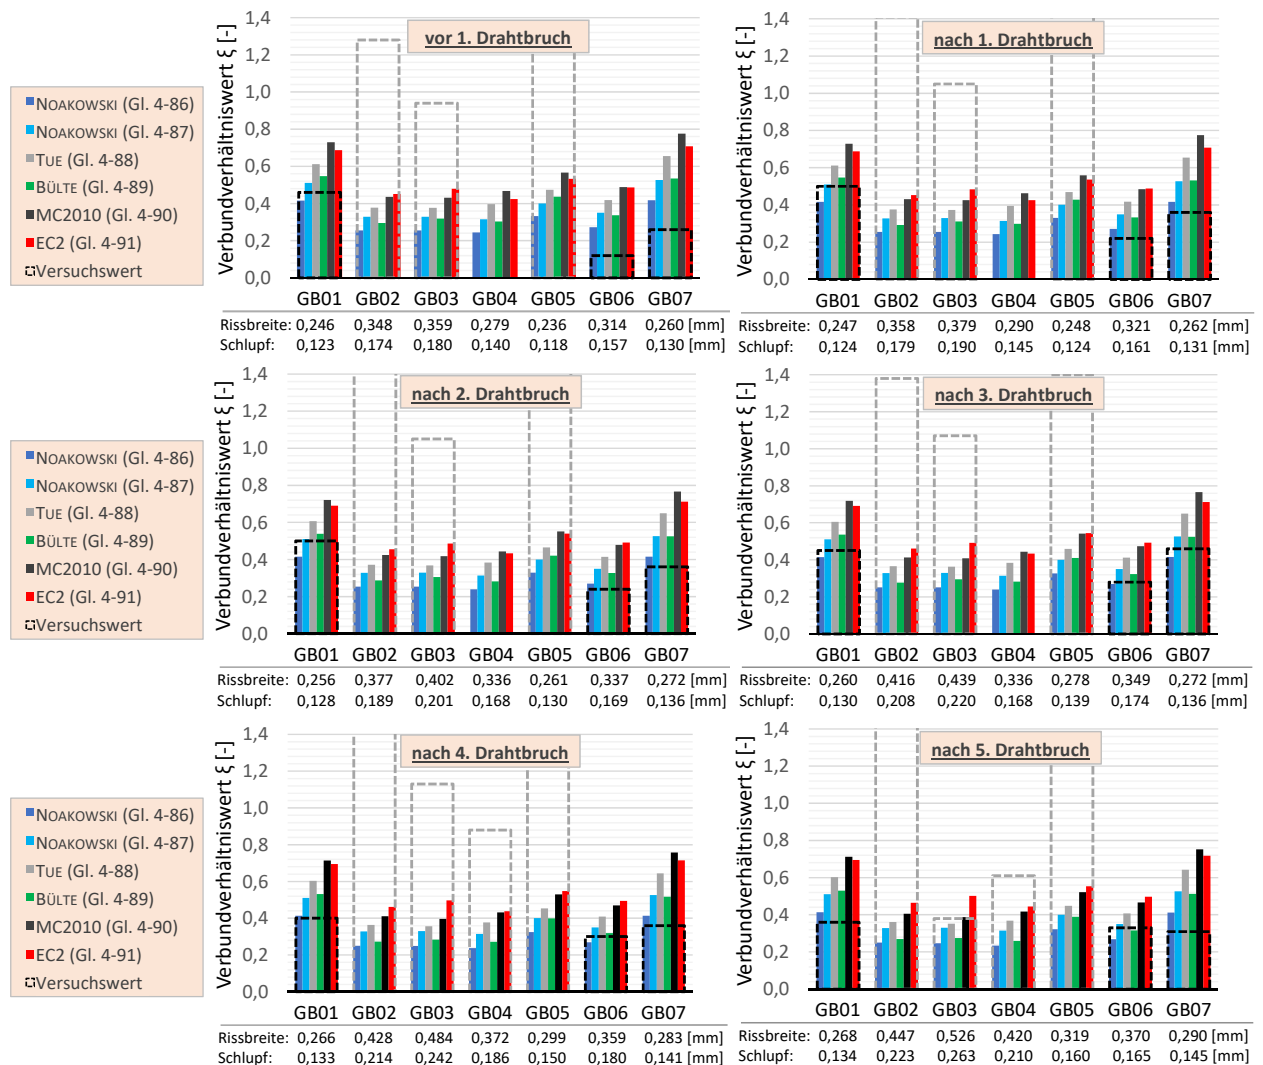 NOAKOWSKI (Gl. 4-86)
NOAKOWSKI (Gl. 4-87)
TUE (Gl. 4-88)
BÜLTE (Gl. 4-89)
MC2010 (Gl. 4-90)
EC2 (Gl. 4-91)
Versuchswert
Verbundverhältniswert ξ [-]
1,4
1,2
1,0
0,8
0,6
0,4
0,2
0,0
vor 1. Drahtbruch
GB01 GB02 GB03 GB04 GB05 GB06 GB07
Rissbreite: 0,246 0,348 0,359 0,279 0,236 0,314 0,260 [mm]
Schlupf: 0,123 0,174 0,180 0,140 0,118 0,157 0,130 [mm]
Verbundverhältniswert ξ [-]
1,4
1,2
1,0
0,8
0,6
0,4
0,2
0,0
nach 1. Drahtbruch
GB01 GB02 GB03 GB04 GB05 GB06 GB07
Rissbreite: 0,247 0,358 0,379 0,290 0,248 0,321 0,262 [mm]
Schlupf: 0,124 0,179 0,190 0,145 0,124 0,161 0,131 [mm]
NOAKOWSKI (Gl. 4-86)
NOAKOWSKI (Gl. 4-87)
TUE (Gl. 4-88)
BÜLTE (Gl. 4-89)
MC2010 (Gl. 4-90)
EC2 (Gl. 4-91)
Versuchswert
Verbundverhältniswert ξ [-]
1,4
1,2
1,0
0,8
0,6
0,4
0,2
0,0
nach 2. Drahtbruch
GB01 GB02 GB03 GB04 GB05 GB06 GB07
Rissbreite: 0,256 0,377 0,402 0,336 0,261 0,337 0,272 [mm]
Schlupf: 0,128 0,189 0,201 0,168 0,130 0,169 0,136 [mm]
Verbundverhältniswert ξ [-]
1,4
1,2
1,0
0,8
0,6
0,4
0,2
0,0
nach 3. Drahtbruch
GB01 GB02 GB03 GB04 GB05 GB06 GB07
Rissbreite: 0,260 0,416 0,439 0,336 0,278 0,349 0,272 [mm]
Schlupf: 0,130 0,208 0,220 0,168 0,139 0,174 0,136 [mm]
NOAKOWSKI (Gl. 4-86)
NOAKOWSKI (Gl. 4-87)
TUE (Gl. 4-88)
BÜLTE (Gl. 4-89)
MC2010 (Gl. 4-90)
EC2 (Gl. 4-91)
Versuchswert
Verbundverhältniswert ξ [-]
1,4
1,2
1,0
0,8
0,6
0,4
0,2
0,0
nach 4. Drahtbruch
GB01 GB02 GB03 GB04 GB05 GB06 GB07
Rissbreite: 0,266 0,428 0,484 0,372 0,299 0,359 0,283 [mm]
Schlupf: 0,133 0,214 0,242 0,186 0,150 0,180 0,141 [mm]
Verbundverhältniswert ξ [-]
1,4
1,2
1,0
0,8
0,6
0,4
0,2
0,0
nach 5. Drahtbruch
GB01 GB02 GB03 GB04 GB05 GB06 GB07
Rissbreite: 0,268 0,447 0,526 0,420 0,319 0,370 0,290 [mm]
Schlupf: 0,134 0,223 0,263 0,210 0,160 0,165 0,145 [mm]